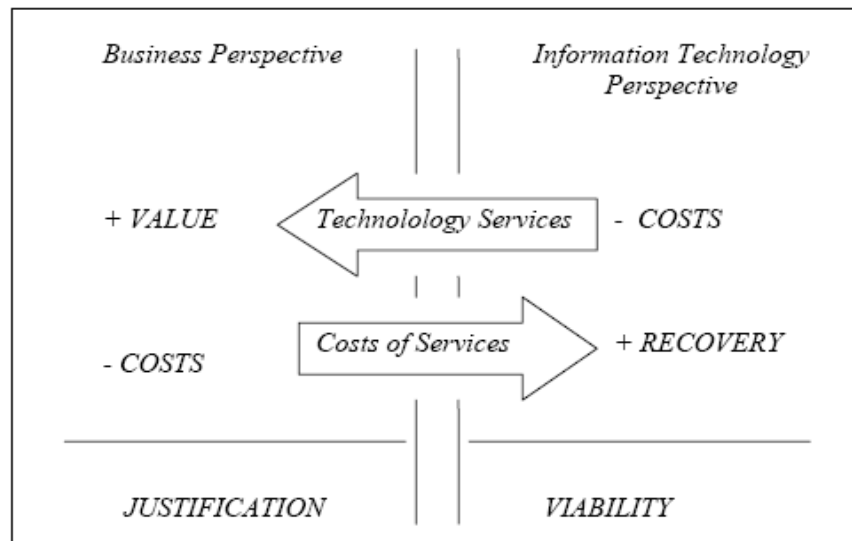 Business Perspective
Information Technology
Perspective
+ VALUE
Technolology Services
- COSTS
- COSTS
Costs of Services
+ RECOVERY
JUSTIFICATION
VIABILITY